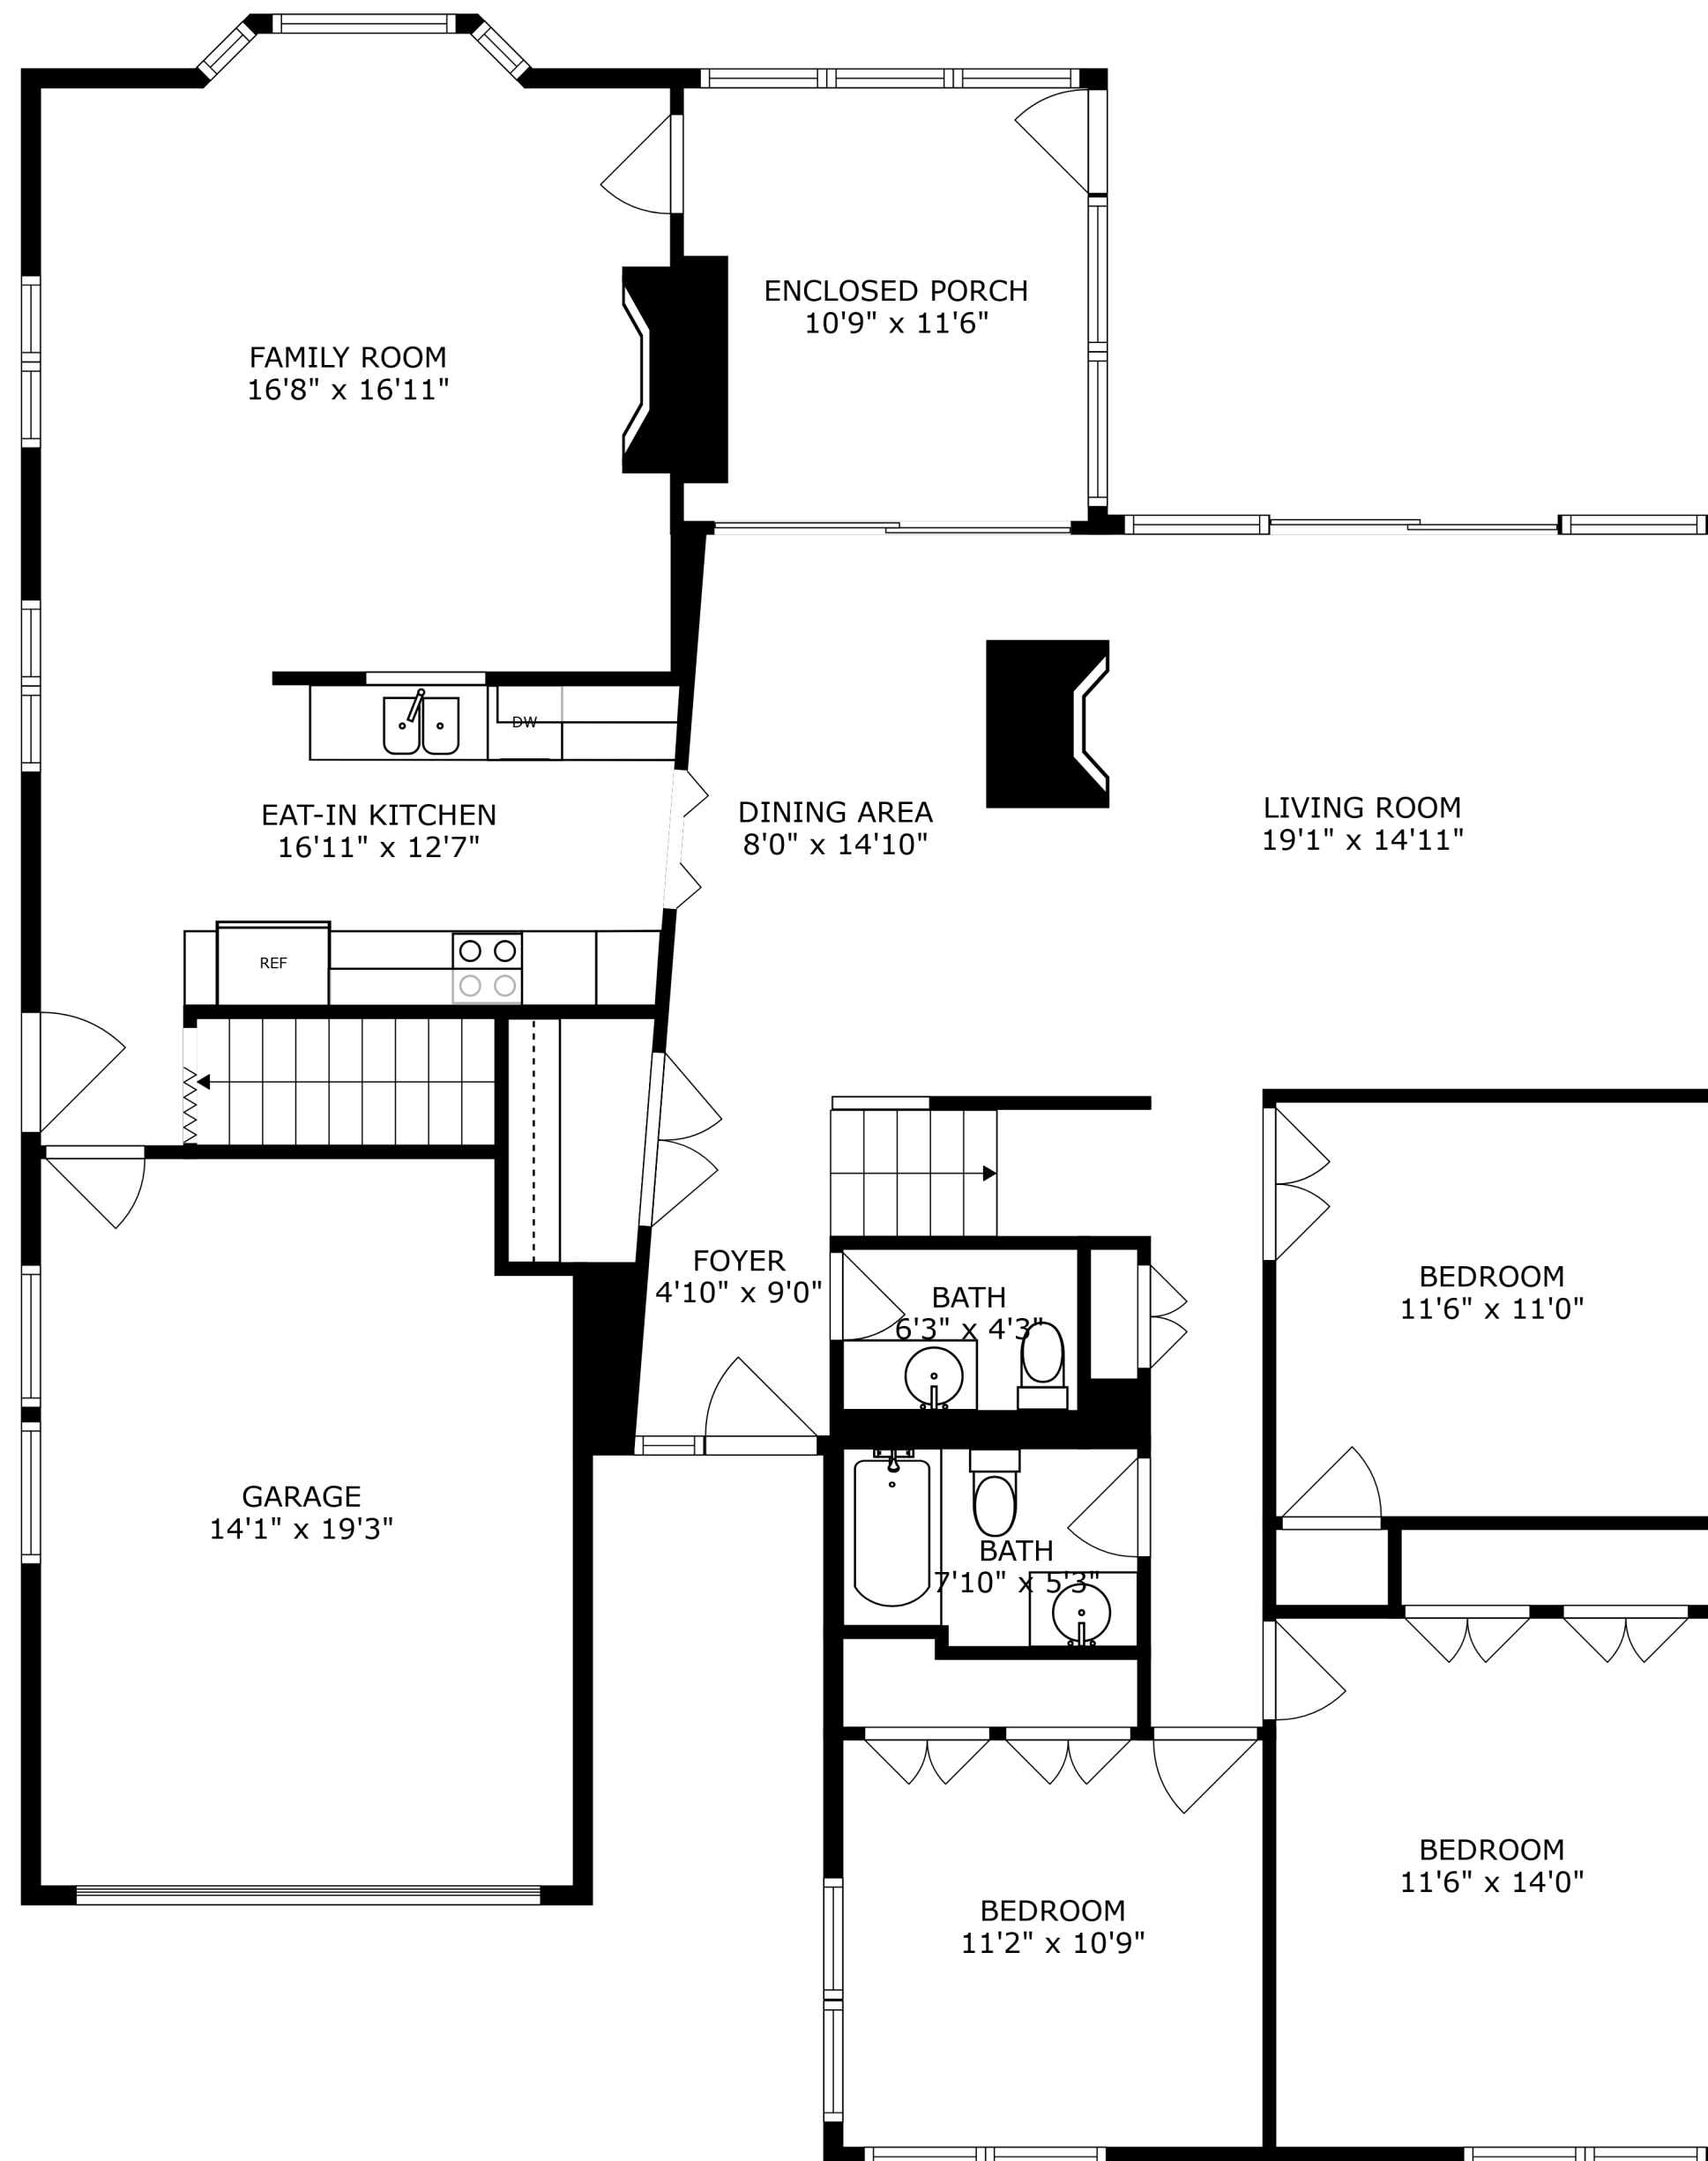 ENCLOSED PORCH
10'9" x 11'6"
FAMILY ROOM
16'8" x 16'11"
DW
EAT-IN KITCHEN
16'11" x 12'7"
DINING AREA
8'0" x 14'10"
LIVING ROOM
19'1" x 14'11"
REF
FOYER
4'10" x 9'0"
BATH
6'3" x 4'3"
BEDROOM
11'6" x 11'0"
GARAGE
14'1" x 19'3"
BATH
7'10" x 5'3"
BEDROOM
11'6" x 14'0"
BEDROOM
11'2" x 10'9"